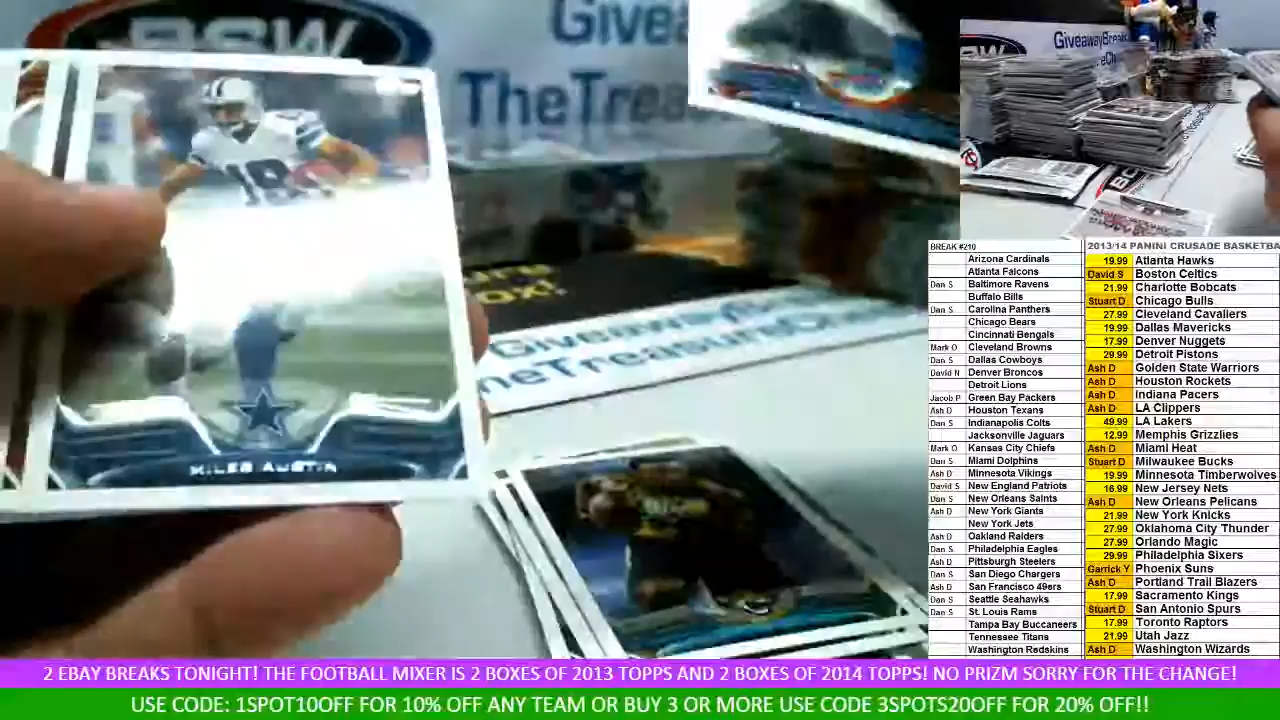 BSW
Givea
TheTrea
GiveawayBrea
BOX!
Giveaway
TheTreasureChe
19
MILES AUSTIN
BREAK #210
Arizona Cardinals
Atlanta Falcons
Dan S Baltimore Ravens
Buffalo Bills
Dan S Carolina Panthers
Chicago Bears
Cincinnati Bengals
Mark O Cleveland Browns
Dan S Dallas Cowboys
David N Denver Broncos
Detroit Lions
Jacob P Green Bay Packers
Ash D Houston Texans
Dan S Indianapolis Colts
Jacksonville Jaguars
Mark O Kansas City Chiefs
Dan S Miami Dolphins
Ash D Minnesota Vikings
David S New England Patriots
Dan S New Orleans Saints
Ash D New York Giants
New York Jets
Ash D Oakland Raiders
Dan S Philadelphia Eagles
Ash D Pittsburgh Steelers
Dan S San Diego Chargers
Ash D San Francisco 49ers
Dan S Seattle Seahawks
Dan S St. Louis Rams
Tampa Bay Buccaneers
Tennessee Titans
Washington Redskins
2013/14 PANINI CRUSADE BASKETBA
19.99 Atlanta Hawks
David S Boston Celtics
21.99 Charlotte Bobcats
Stuart D Chicago Bulls
27.99 Cleveland Cavaliers
19.99 Dallas Mavericks
17.99 Denver Nuggets
29.99 Detroit Pistons
Ash D Golden State Warriors
Ash D Houston Rockets
Ash D Indiana Pacers
Ash D LA Clippers
49.99 LA Lakers
12.99 Memphis Grizzlies
Ash D Miami Heat
Stuart D Milwaukee Bucks
19.99 Minnesota Timberwolves
16.99 New Jersey Nets
Ash D New Orleans Pelicans
21.99 New York Knicks
27.99 Oklahoma City Thunder
27.99 Orlando Magic
29.99 Philadelphia Sixers
Garrick Y Phoenix Suns
Ash D Portland Trail Blazers
17.99 Sacramento Kings
Stuart D San Antonio Spurs
17.99 Toronto Raptors
21.99 Utah Jazz
Ash D Washington Wizards
2 EBAY BREAKS TONIGHT! THE FOOTBALL MIXER IS 2 BOXES OF 2013 TOPPS AND 2 BOXES OF 2014 TOPPS! NO PRIZM SORRY FOR THE CHANGE!
USE CODE: 1SPOT10OFF FOR 10% OFF ANY TEAM OR BUY 3 OR MORE USE CODE 3SPOTS20OFF FOR 20% OFF!!